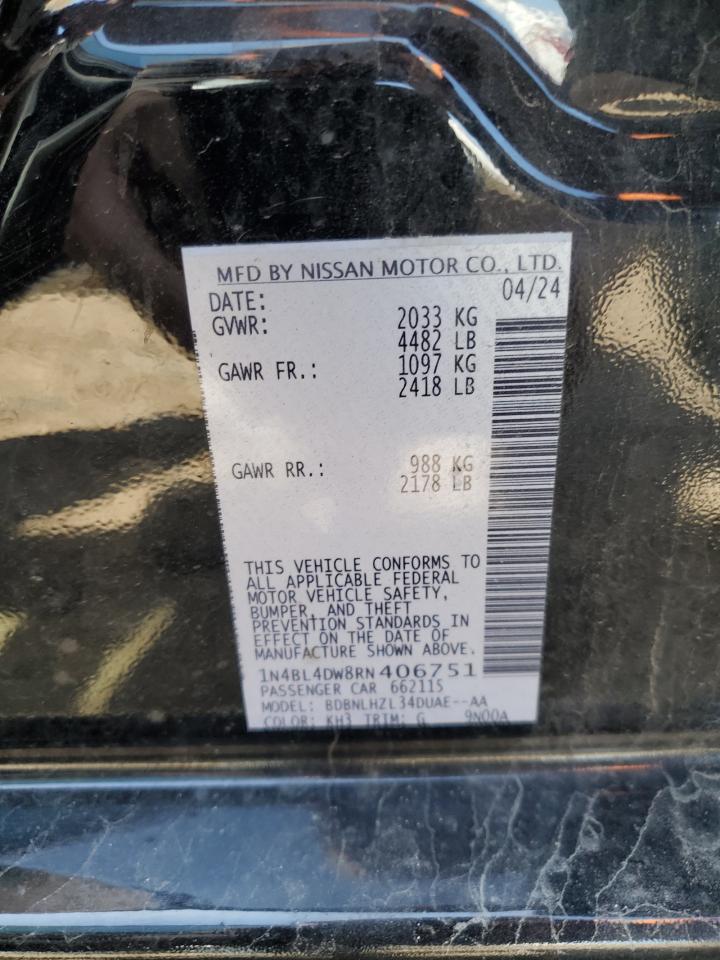 MFD BY NISSAN MOTOR CO., LTD.
DATE: 04/24
GVWR: 2033 KG
4482 LB
GAWR FR.: 1097 KG
2418 LB
GAWR RR.: 988 KG
2178 LB
THIS VEHICLE CONFORMS TO
ALL APPLICABLE FEDERAL
MOTOR VEHICLE SAFETY,
BUMPER, AND THEFT
PREVENTION STANDARDS IN
EFFECT ON THE DATE OF
MANUFACTURE SHOWN ABOVE.
1N4BL4DW8RN406751
PASSENGER CAR 662115
MODEL: BDBNLHZL34DUAE--AA
COLOR: KH3 TRIM: G 9N00A